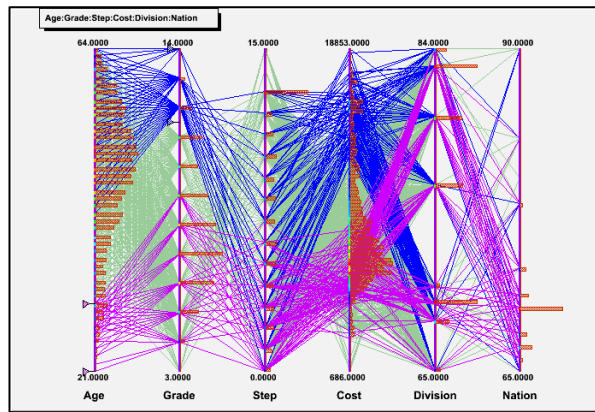 Age:Grade:Step:Cost:Division:Nation
64.0000 14.0000 15.0000 18853.0000 84.0000 90.0000
21.0000 3.0000 0.0000 686.0000 65.0000 65.0000
Age Grade Step Cost Division Nation